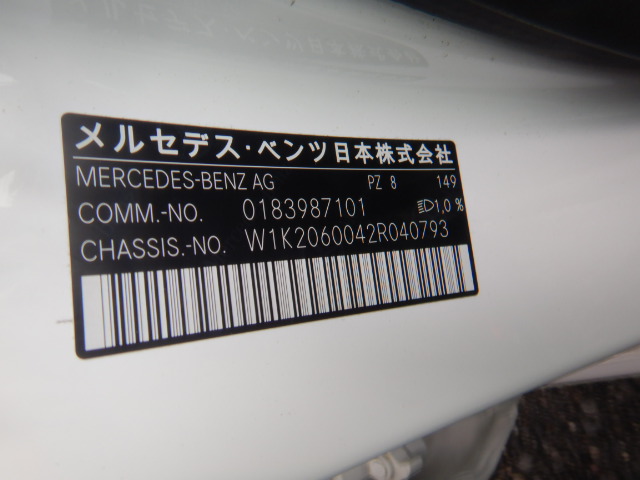 メルセデス・ベンツ日本株式会社
MERCEDES-BENZ AG PZ 8 149
COMM.-NO. 0183987101 1,0 %
CHASSIS.-NO. W1K2060042R040793